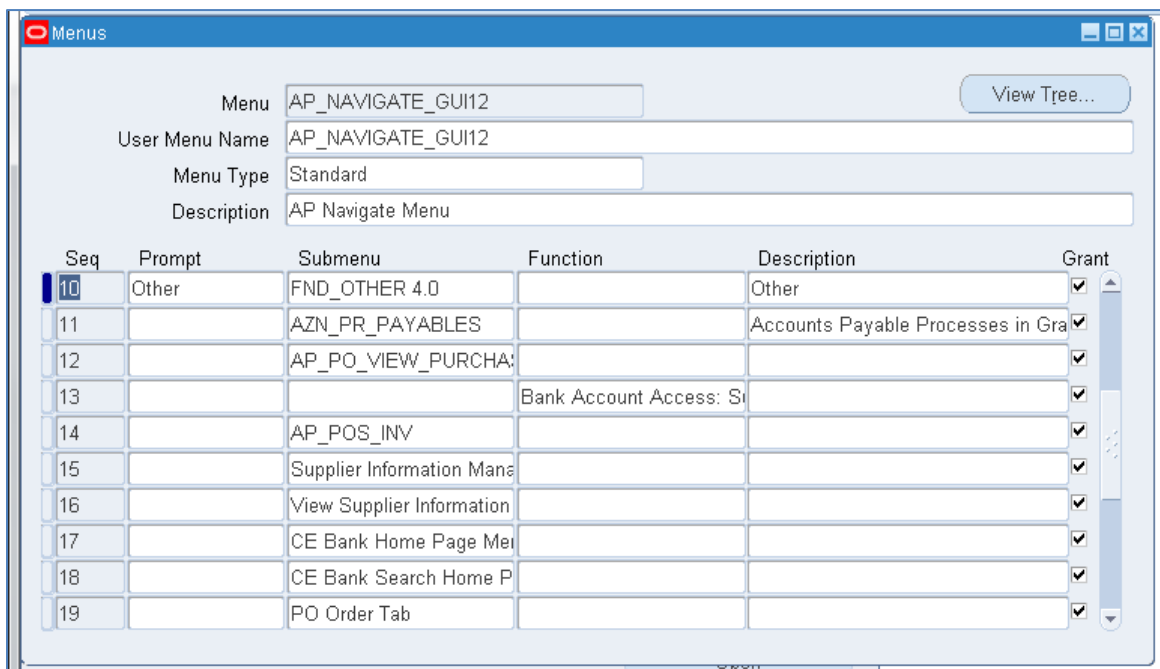 Menus
Menu AP_NAVIGATE_GUI12 View Tree...
User Menu Name AP_NAVIGATE_GUI12
Menu Type Standard
Description AP Navigate Menu
Seq Prompt Submenu Function Description Grant
10 Other FND_OTHER 4.0 Other
11 AZN_PR_PAYABLES Accounts Payable Processes in Gra
12 AP_PO_VIEW_PURCHA
13 Bank Account Access: S
14 AP_POS_INV
15 Supplier Information Mana
16 View Supplier Information
17 CE Bank Home Page Me
18 CE Bank Search Home P
19 PO Order Tab